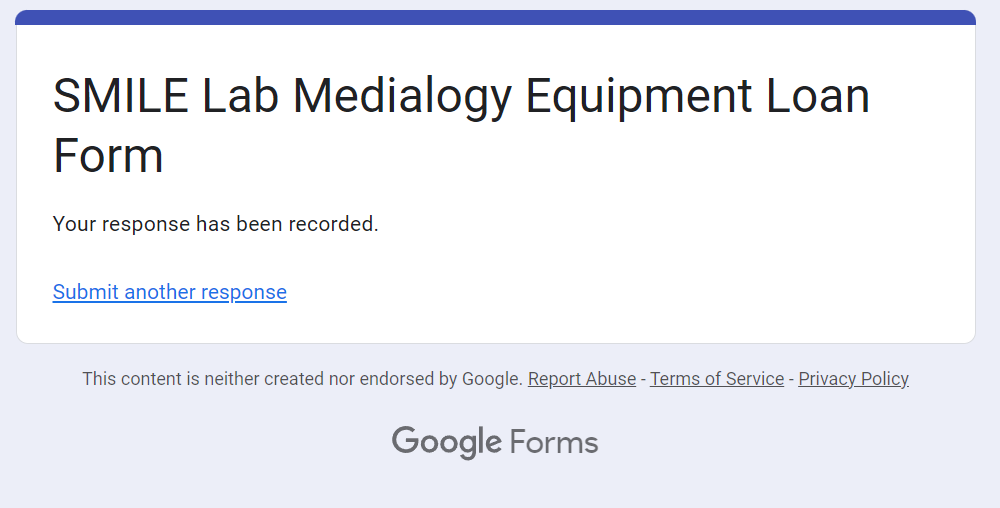 SMILE Lab Medialogy Equipment Loan
Form
Your response has been recorded.
Submit another response
This content is neither created nor endorsed by Google. Report Abuse - Terms of Service - Privacy Policy
Google Forms